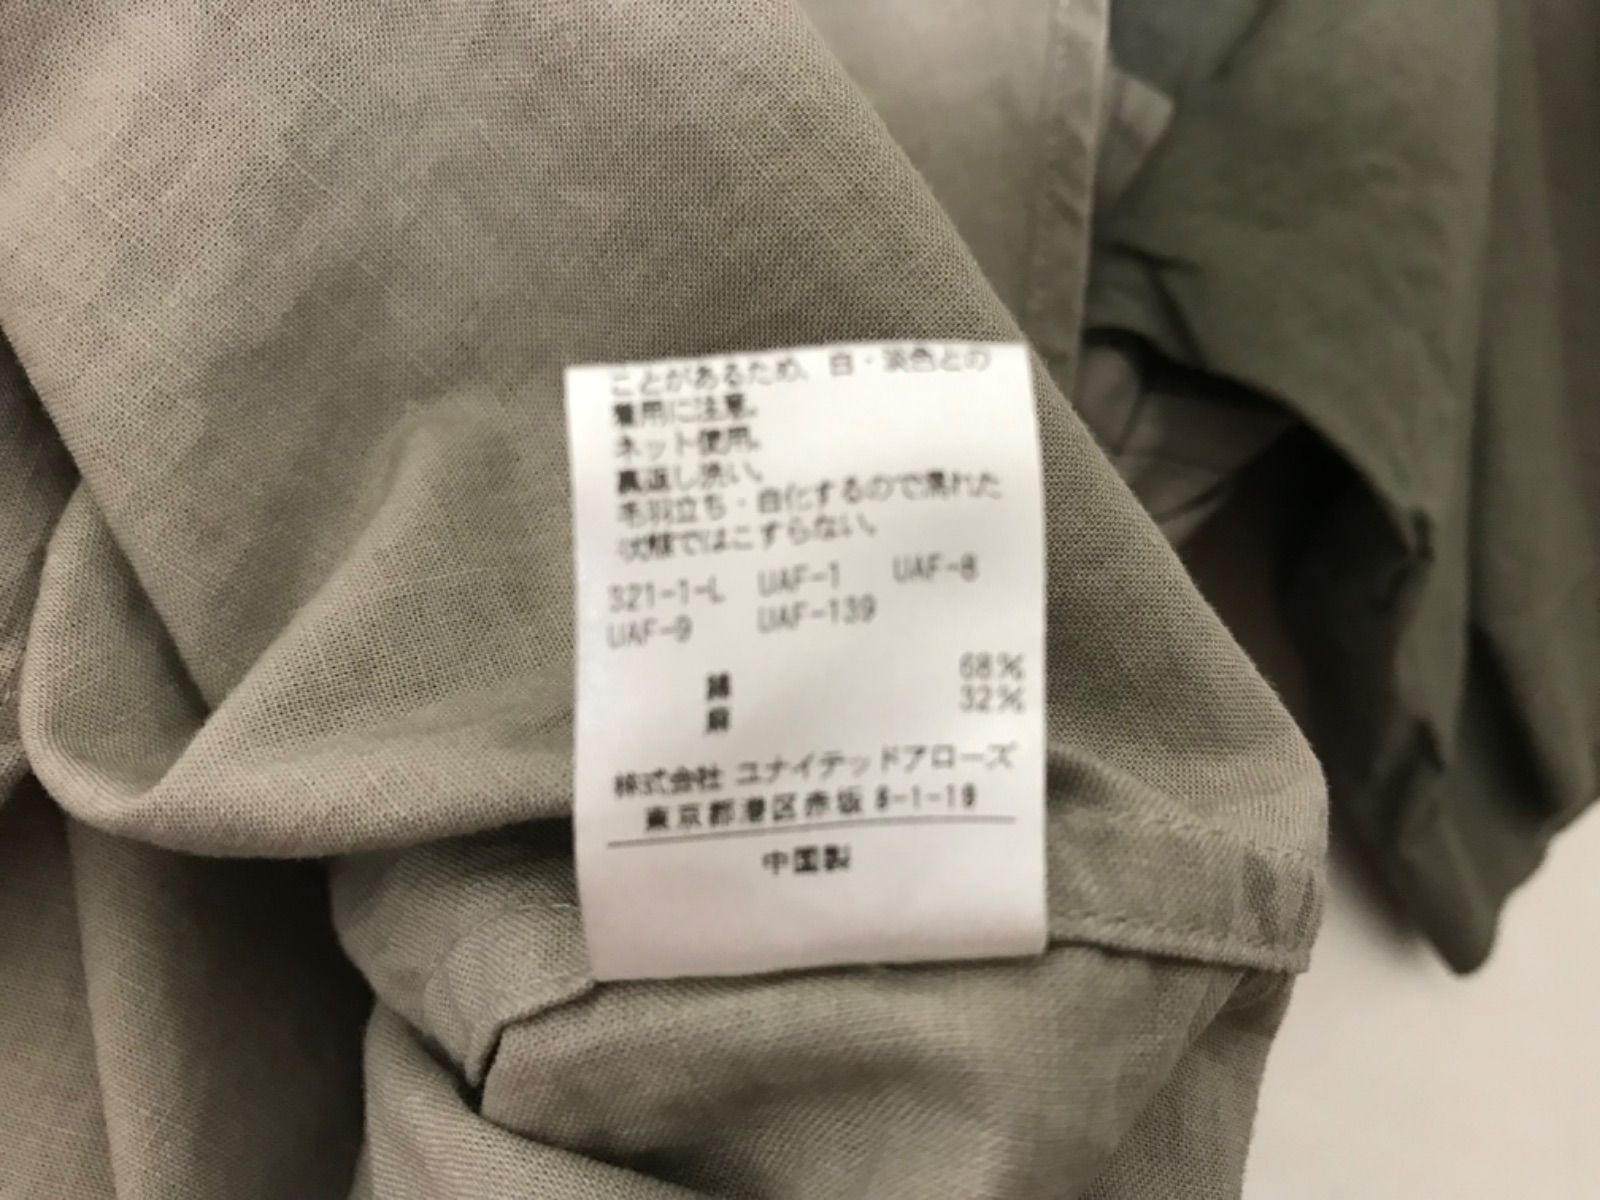 ことがあるため、白・淡色との
着用に注意。
ネット使用。
裏返し洗い。
毛羽立ち・白化するので濡れた
状態ではこすらない。
321-1-L UAF-1 UAF-8
UAF-9 UAF-139
綿 68%
麻 32%
株式会社 ユナイテッドアローズ
東京都港区赤坂 8-1-19
中国製